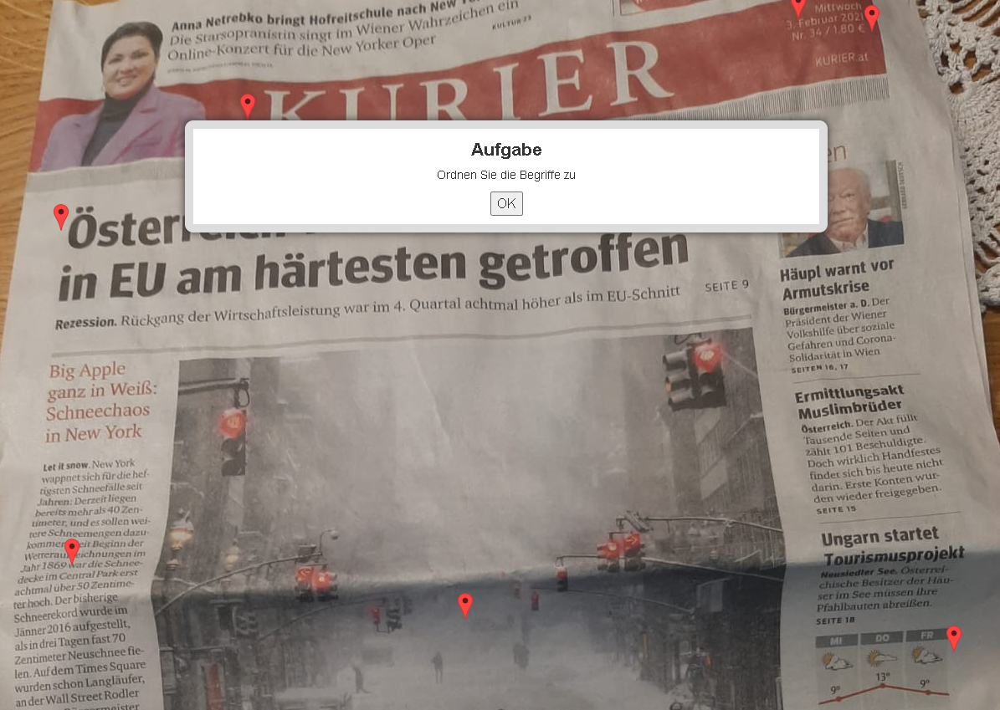 Anna Netrebko bringt Hofreitschule nach New
Die Starsopranistin singt im Wiener Wahrzeichen ein
Online-Konzert für die New Yorker Oper
KULTUR 23
Mittwoch
3. Februar 2021
Nr. 34 / 1,80 €
KURIER.at
KURIER
Aufgabe
Ordnen Sie die Begriffe zu
OK
in EU am härtesten getroffen
Rezession. Rückgang der Wirtschaftsleistung war im 4. Quartal achtmal höher als im EU-Schnitt
SEITE 9
Big Apple
ganz in Weiß:
Schneechaos
in New York
Let it snow. New York
wappnet sich für die hef-
tigsten Schneefälle seit
Jahren: Derzeit liegen
bereits mehr als 40 Zen-
timeter, und es sollen wei-
tere Schneemengen dazu-
kommen. Seit Beginn der
Wetteraufzeichnungen im
Jahr 1869 war die Schnee-
decke im Central Park erst
achtmal über 50 Zentime-
ter hoch. Der bisherige
Schneerekord wurde im
Jänner 2016 aufgestellt,
als in drei Tagen fast 70
Zentimeter Neuschnee fie-
len. Auf dem Times Square
wurden schon Langläufer,
an der Wall Street Rodler
Häupl warnt vor
Armutskrise
Bürgermeister a. D. Der
Präsident der Wiener
Volkshilfe über soziale
Gefahren und Corona-
Solidarität in Wien
SEITEN 16, 17
Ermittlungsakt
Muslimbrüder
Österreich. Der Akt füllt
Tausende Seiten und
zählt 101 Beschuldigte.
Doch wirklich Handfestes
findet sich bis heute nicht
darin. Erste Konten wur-
den wieder freigegeben.
SEITE 15
Ungarn startet
Tourismusprojekt
Neusiedler See. Österrei-
chische Besitzer der Häu-
ser im See müssen ihre
Pfahlbauten abreißen.
SEITE 18
MI DO FR
9° 13° 9°